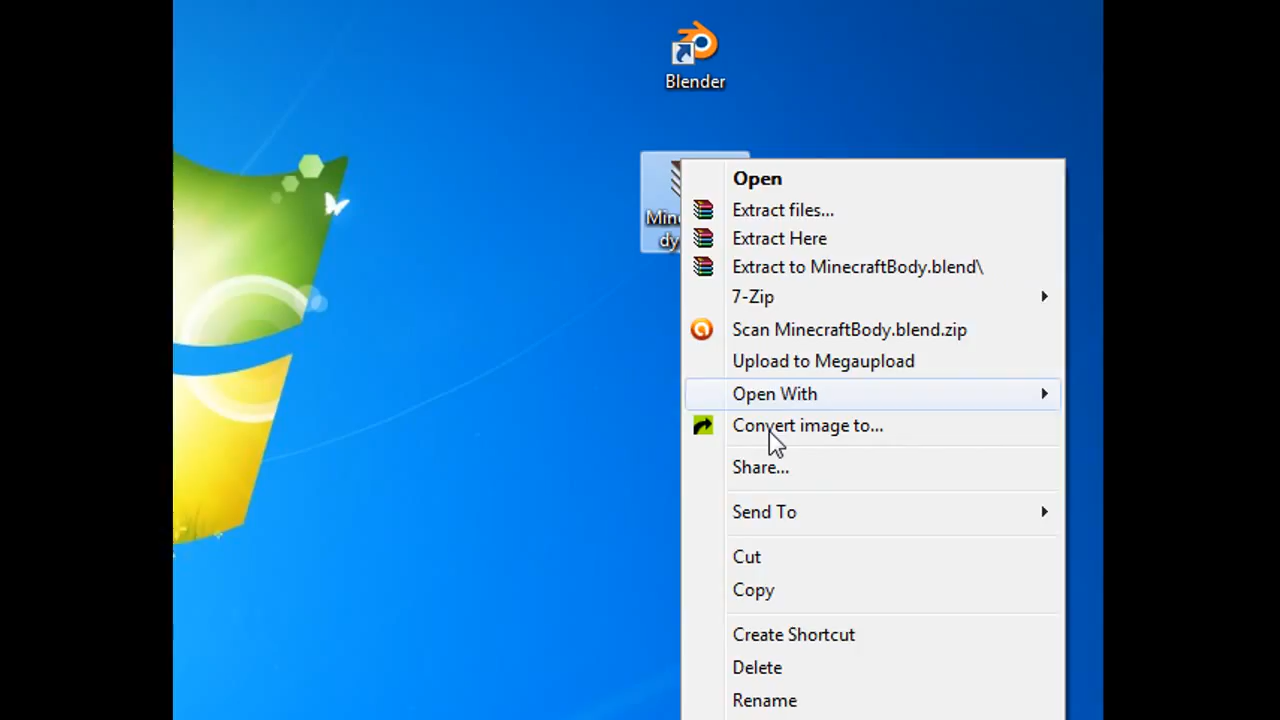 Blender
Open
Extract files...
Extract Here
Extract to MinecraftBody.blend\
7-Zip
Scan MinecraftBody.blend.zip
Upload to Megaupload
Open With
Convert image to...
Share...
Send To
Cut
Copy
Create Shortcut
Delete
Rename